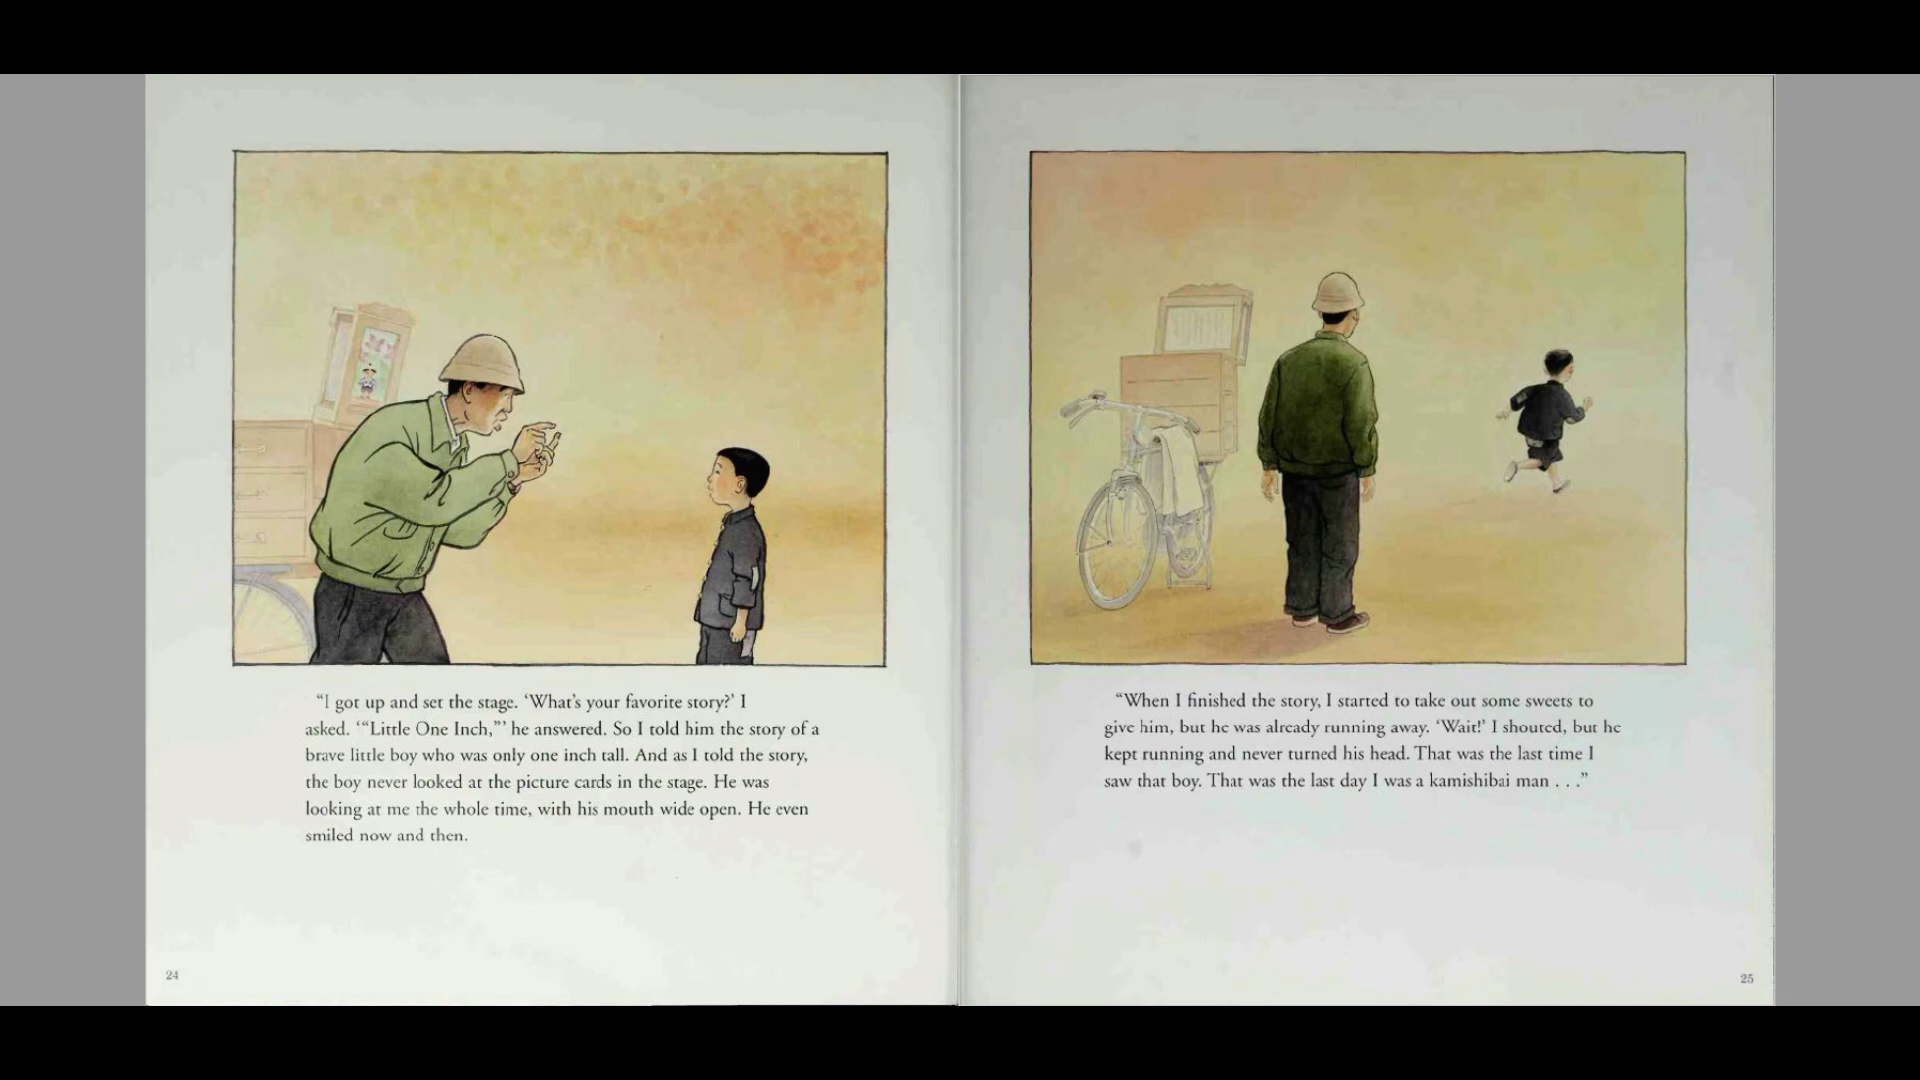 “I got up and set the stage. ‘What’s your favorite story?’ I
asked. ‘“Little One Inch,”’ he answered. So I told him the story of a
brave little boy who was only one inch tall. And as I told the story,
the boy never looked at the picture cards in the stage. He was
looking at me the whole time, with his mouth wide open. He even
smiled now and then.
24
“When I finished the story, I started to take out some sweets to
give him, but he was already running away. ‘Wait!’ I shouted, but he
kept running and never turned his head. That was the last time I
saw that boy. That was the last day I was a kamishibai man . . .”
25